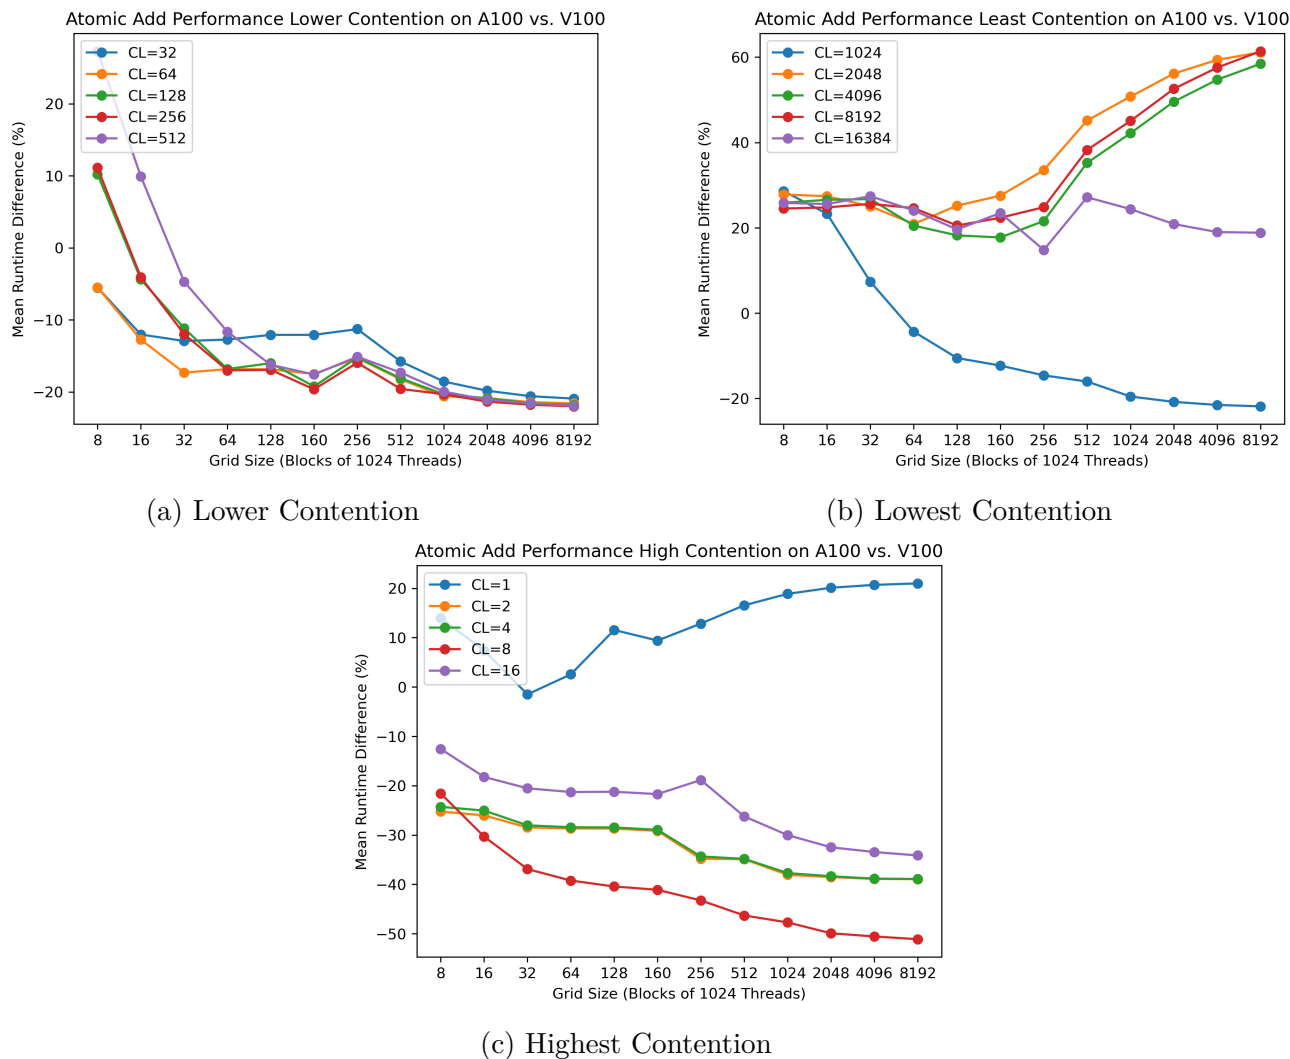 Atomic Add Performance Lower Contention on A100 vs. V100
Mean Runtime Difference (%)
20
10
0
−10
−20
CL=32
CL=64
CL=128
CL=256
CL=512
8 16 32 64 128 160 256 512 1024 2048 4096 8192
Grid Size (Blocks of 1024 Threads)
(a) Lower Contention
Atomic Add Performance Least Contention on A100 vs. V100
Mean Runtime Difference (%)
60
40
20
0
−20
CL=1024
CL=2048
CL=4096
CL=8192
CL=16384
8 16 32 64 128 160 256 512 1024 2048 4096 8192
Grid Size (Blocks of 1024 Threads)
(b) Lowest Contention
Atomic Add Performance High Contention on A100 vs. V100
Mean Runtime Difference (%)
20
10
0
−10
−20
−30
−40
−50
CL=1
CL=2
CL=4
CL=8
CL=16
8 16 32 64 128 160 256 512 1024 2048 4096 8192
Grid Size (Blocks of 1024 Threads)
(c) Highest Contention